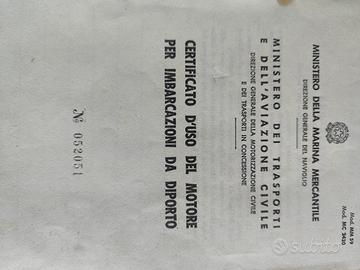 Mod. MM 59
Mod. MC 2450
MINISTERO DELLA MARINA MERCANTILE
DIREZIONE GENERALE DEL NAVIGLIO
MINISTERO DEI TRASPORTI
E DELL'AVIAZIONE CIVILE
DIREZIONE GENERALE DELLA MOTORIZZAZIONE CIVILE
E DEI TRASPORTI IN CONCESSIONE
CERTIFICATO D'USO DEL MOTORE
PER IMBARCAZIONI DA DIPORTO
Nº 052051
subito